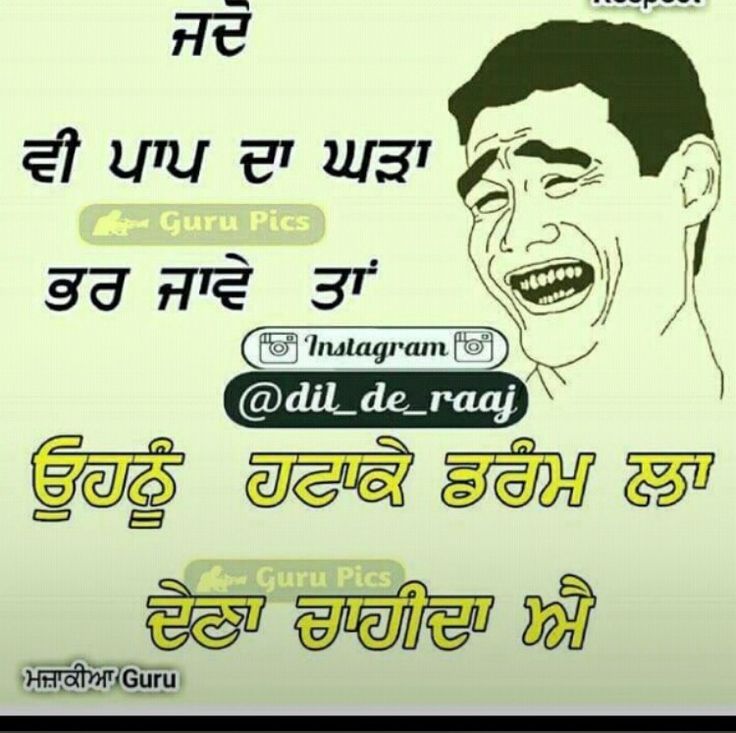 ਜਦੋ
ਵੀ ਪਾਪ ਦਾ ਘੜਾ
Guru Pics
ਭਰ ਜਾਵੇ ਤਾਂ
Instagram
@dil_de_raaj
ਉਹਨੂੰ ਹਟਾਕੇ ਡਰੰਮ ਲਾ
Guru Pics
ਦੇਣਾ ਚਾਹੀਦਾ ਐ
ਮਜ਼ਾਕੀਆ Guru